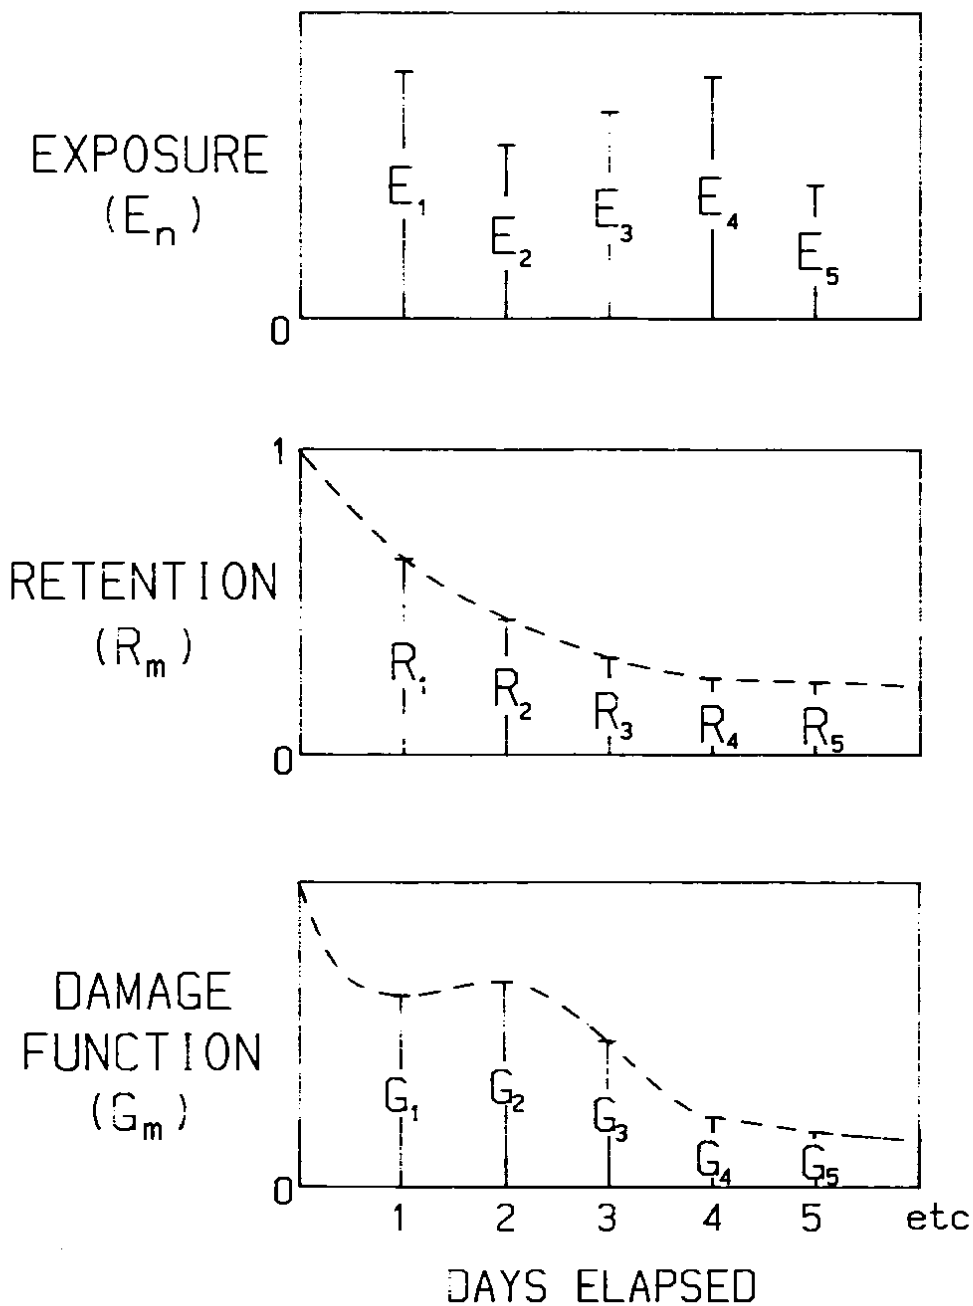 EXPOSURE
(Eₙ)
E₁
E₂
E₃
E₄
E₅
0
1
RETENTION
(Rₘ)
R₁
R₂
R₃
R₄
R₅
0
DAMAGE
FUNCTION
(Gₘ)
G₁
G₂
G₃
G₄
G₅
0
1 2 3 4 5 etc
DAYS ELAPSED